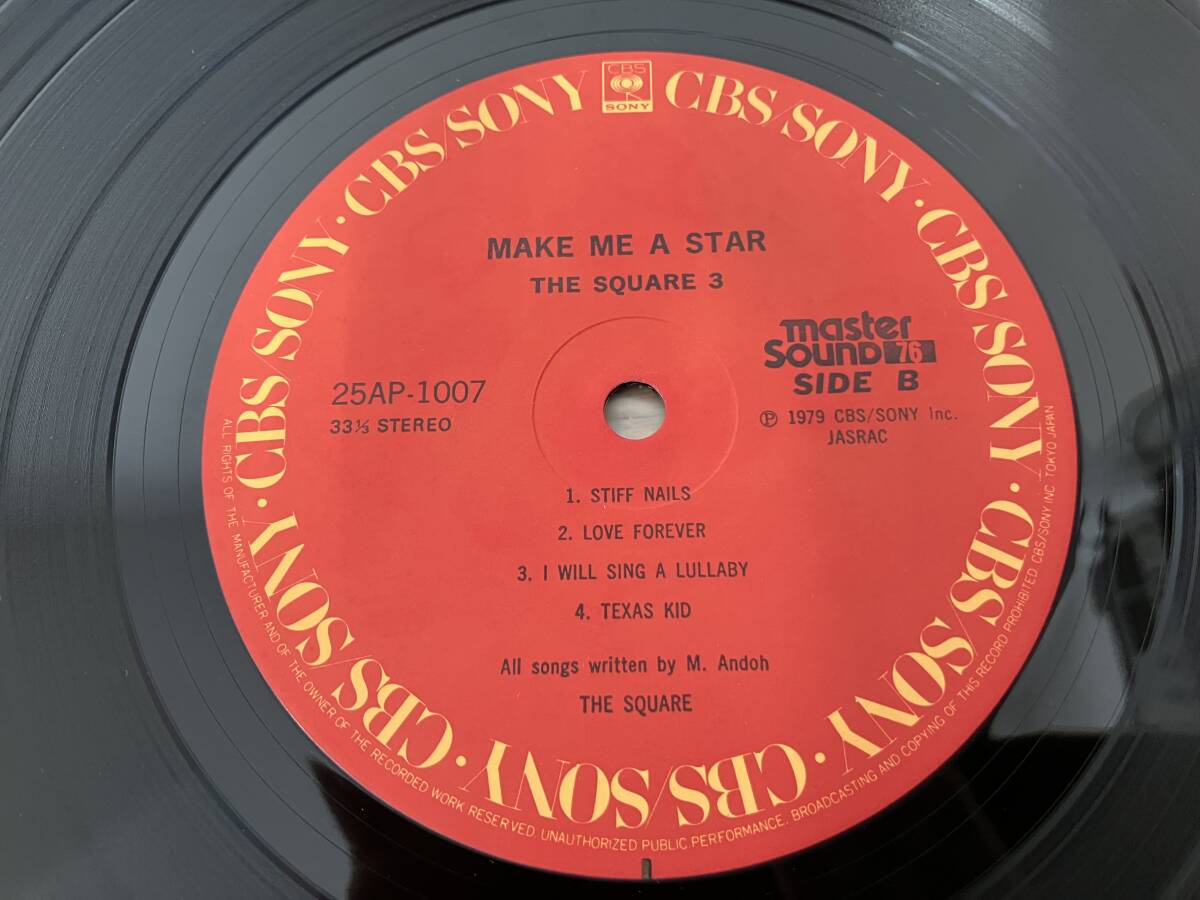 CBS
SONY
CBS/SONY · CBS/SONY · CBS/SONY · CBS/SONY · CBS/SONY · CBS/SONY · CBS/SONY · CBS/SONY · CBS/SONY · CBS/SONY
MAKE ME A STAR
THE SQUARE 3
master
SOUND 76
SIDE B
25AP-1007
33⅓ STEREO
Ⓟ 1979 CBS/SONY Inc.
JASRAC
1. STIFF NAILS
2. LOVE FOREVER
3. I WILL SING A LULLABY
4. TEXAS KID
All songs written by M. Andoh
THE SQUARE
ALL RIGHTS OF THE MANUFACTURER AND OF THE OWNER OF THE RECORDED WORK RESERVED. UNAUTHORIZED PUBLIC PERFORMANCE. BROADCASTING AND COPYING OF THIS RECORD PROHIBITED CBS/SONY INC TOKYO JAPAN